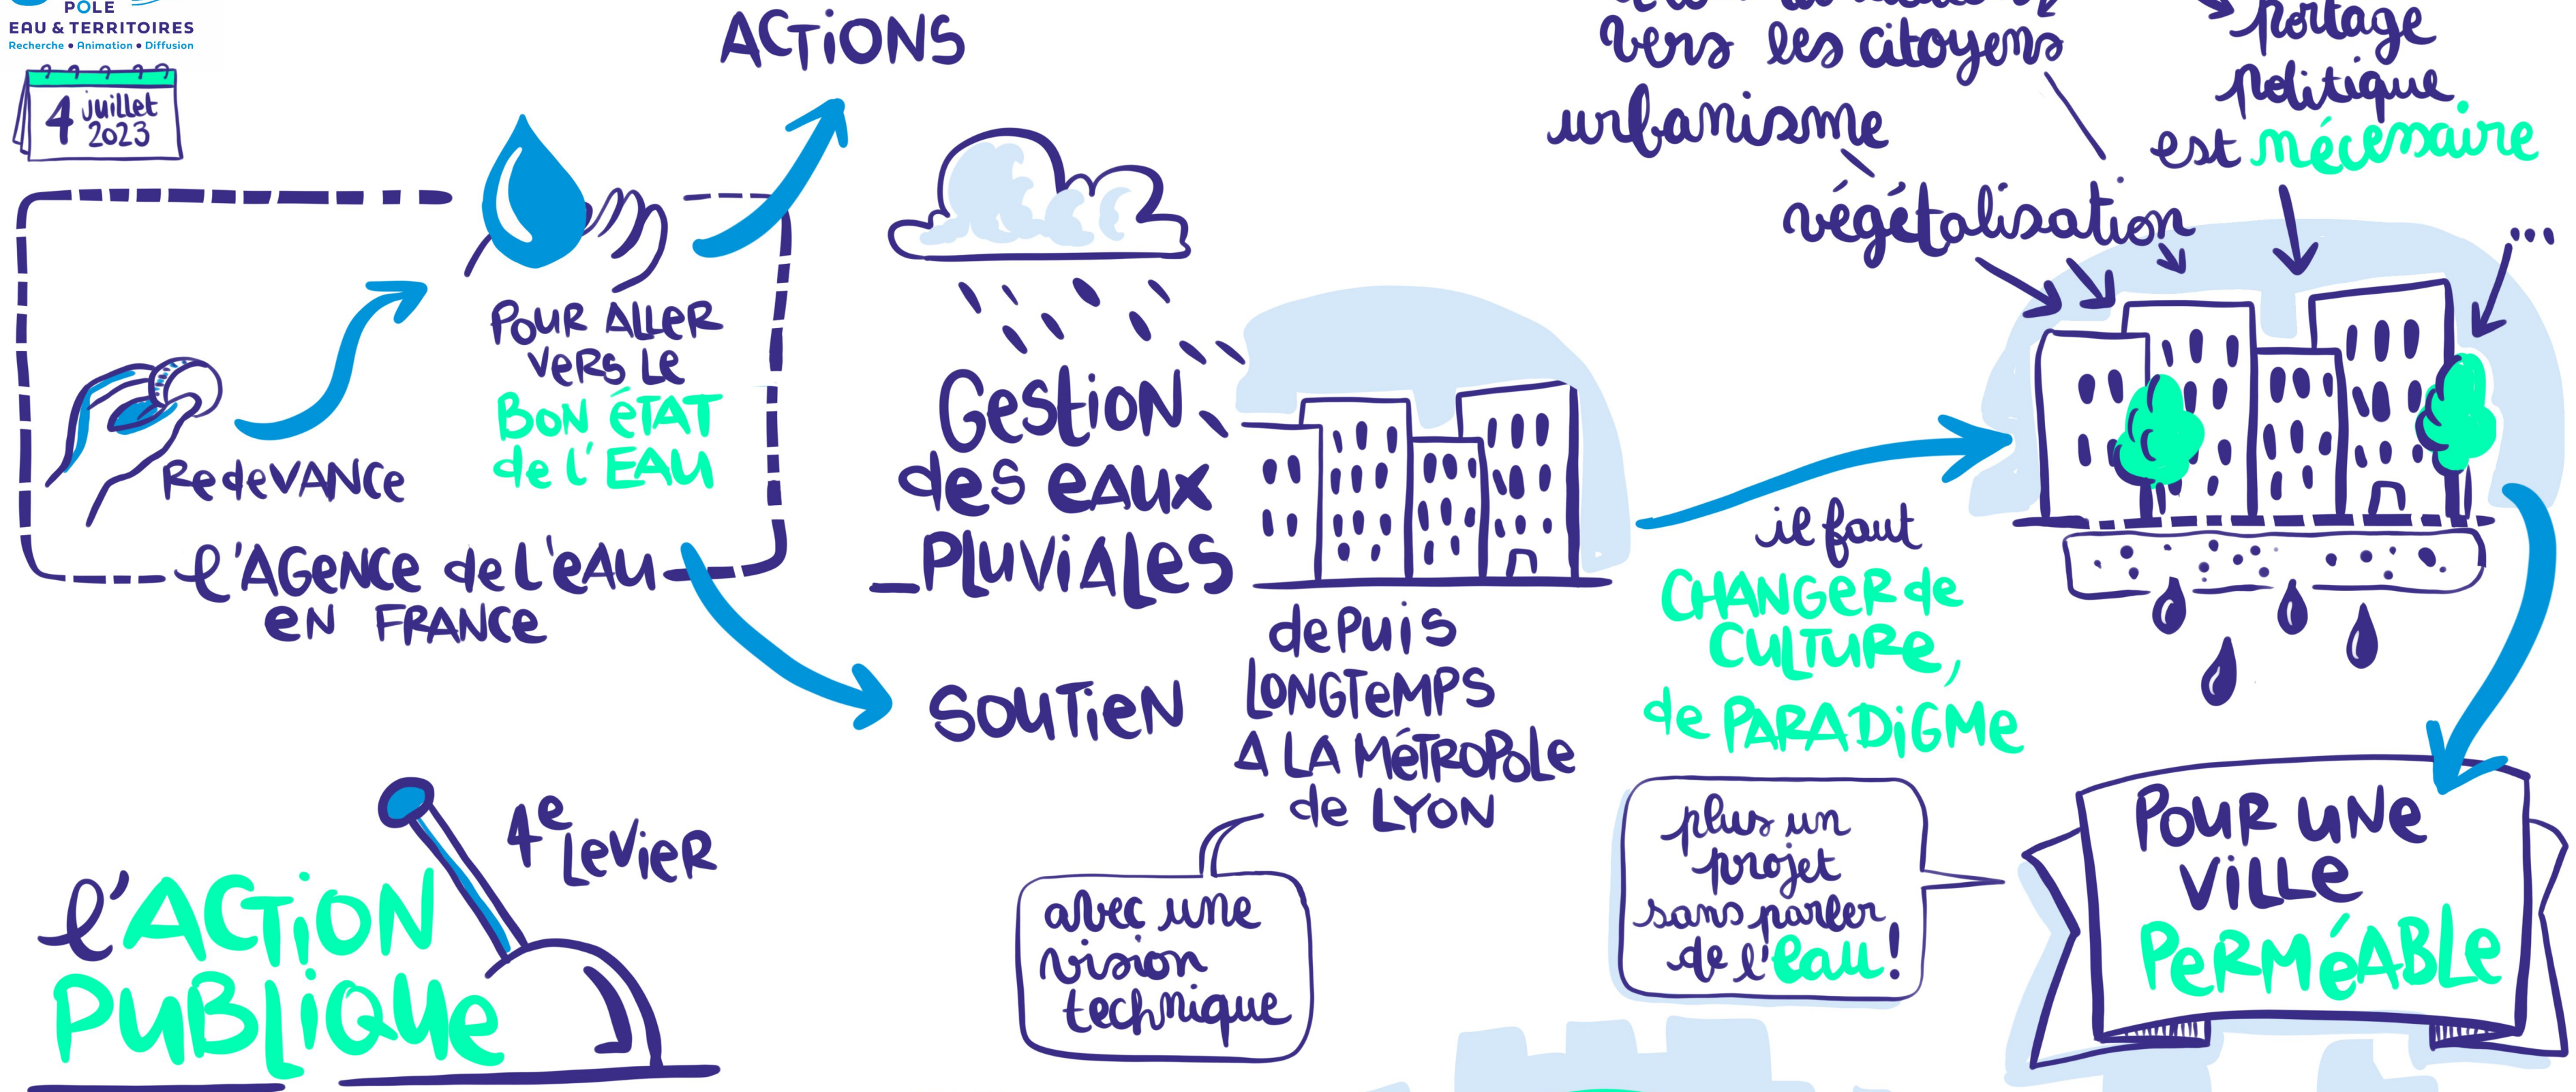 PÔLE
EAU & TERRITOIRES
Recherche • Animation • Diffusion
4 juillet
2023
ACTIONS
POUR ALLER
VERS LE
BON ÉTAT
de l'EAU
RedeVANCe
l'AGENCE de L'EAU
EN FRANCE
Gestion
des eaux
PLUVIALES
SOUTIEN
depuis
LONGTEMPS
A LA MÉTROPOLE
de LYON
avec une
vision
technique
4e
LEVIER
l'ACTION
PUBLIQUE
vers les citoyens
urbanisme
végétalisation
portage
politique
est nécessaire
...
il faut
CHANGER de
CULTURE,
de PARADIGME
plus un
projet
sans parler
de l'eau!
POUR UNE
VILLE
PERMÉABLE